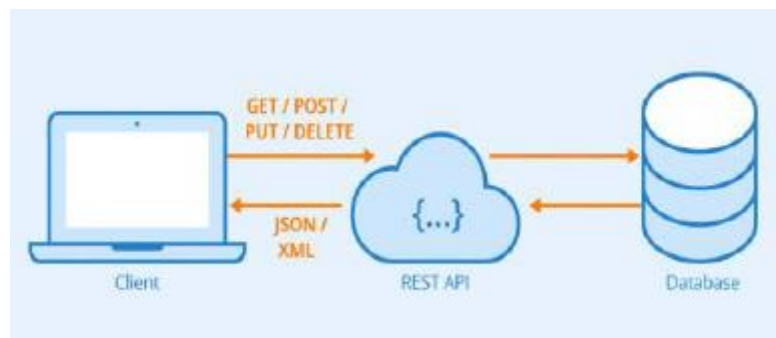 GET / POST /
PUT / DELETE
{...}
JSON /
XML
Client
REST API
Database